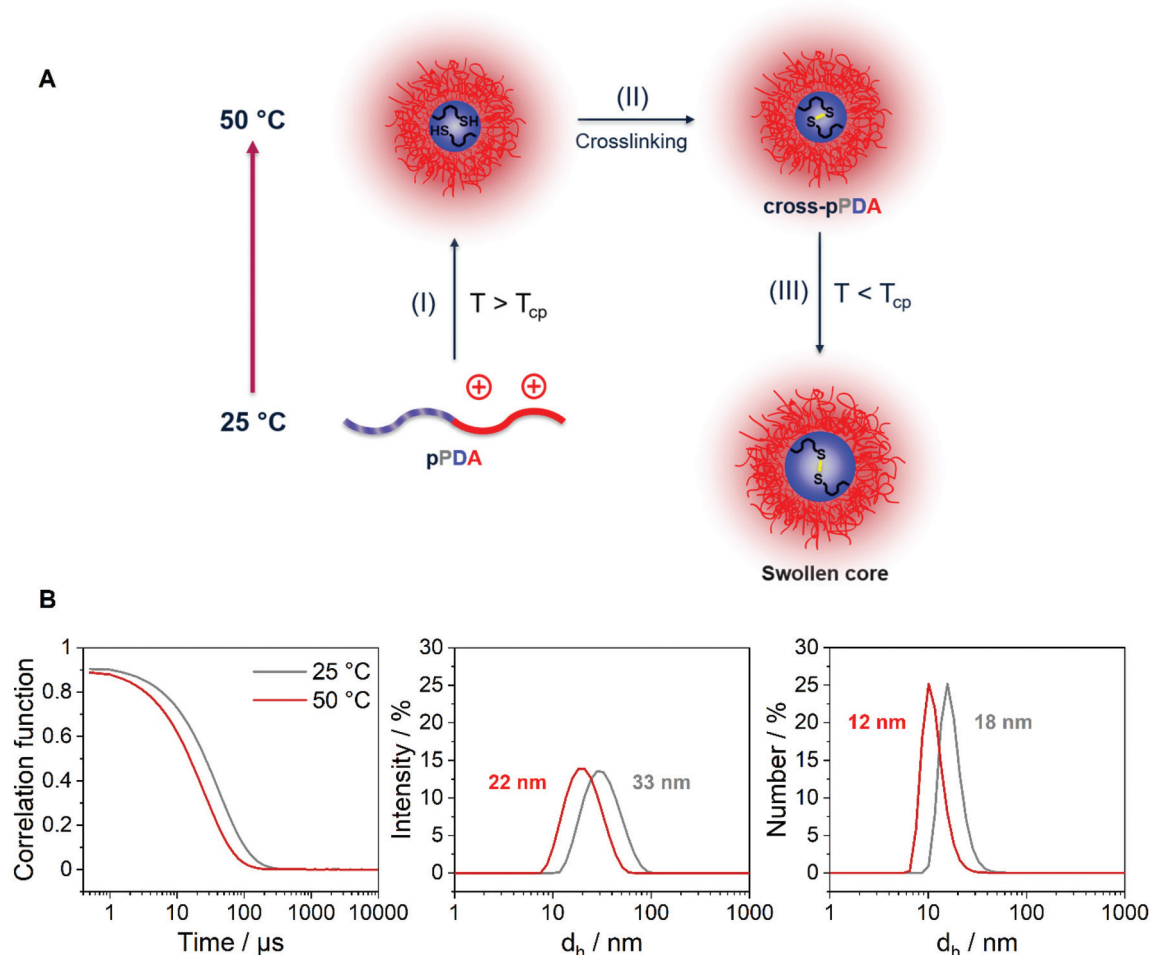 A
50 °C
25 °C
SH
HS
(II)
Crosslinking
S
S
cross-pPDA
(I)
T > Tcp
(III)
T < Tcp
+
+
pPDA
S
S
Swollen core
B
Correlation function
1
0.8
0.6
0.4
0.2
0
25 °C
50 °C
1
10
100
1000
10000
Time / µs
Intensity / %
30
25
20
15
10
5
0
22 nm
33 nm
1
10
100
1000
dh / nm
Number / %
30
25
20
15
10
5
0
12 nm
18 nm
1
10
100
1000
dh / nm